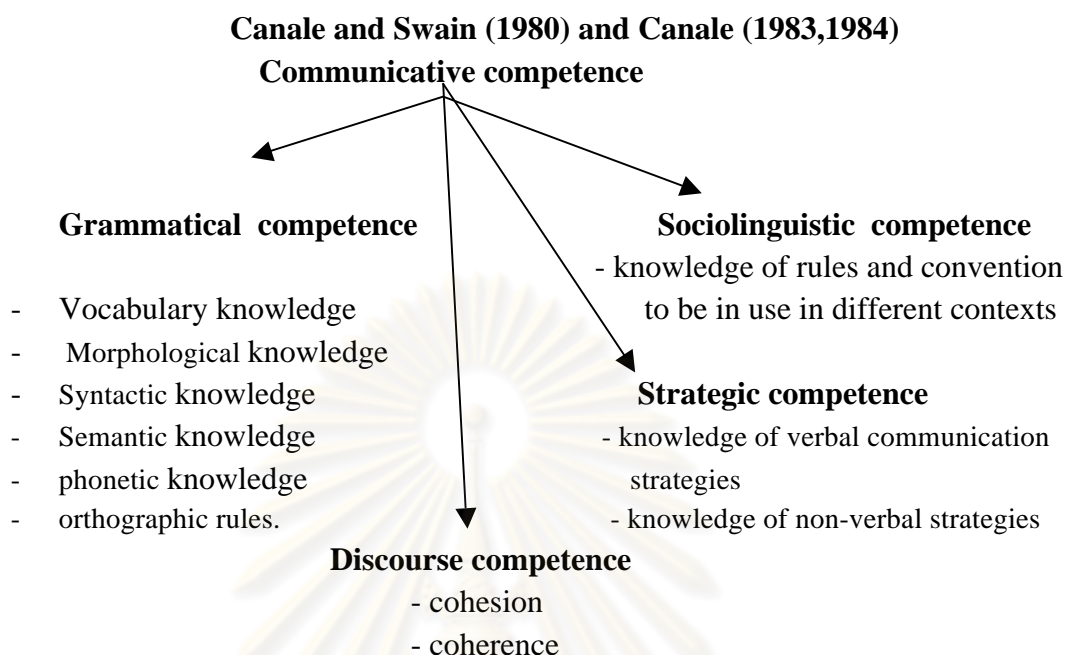 Canale and Swain (1980) and Canale (1983,1984)
Communicative competence
Grammatical competence
- Vocabulary knowledge
- Morphological knowledge
- Syntactic knowledge
- Semantic knowledge
- phonetic knowledge
- orthographic rules.
Sociolinguistic competence
- knowledge of rules and convention
to be in use in different contexts
Strategic competence
- knowledge of verbal communication
strategies
- knowledge of non-verbal strategies
Discourse competence
- cohesion
- coherence